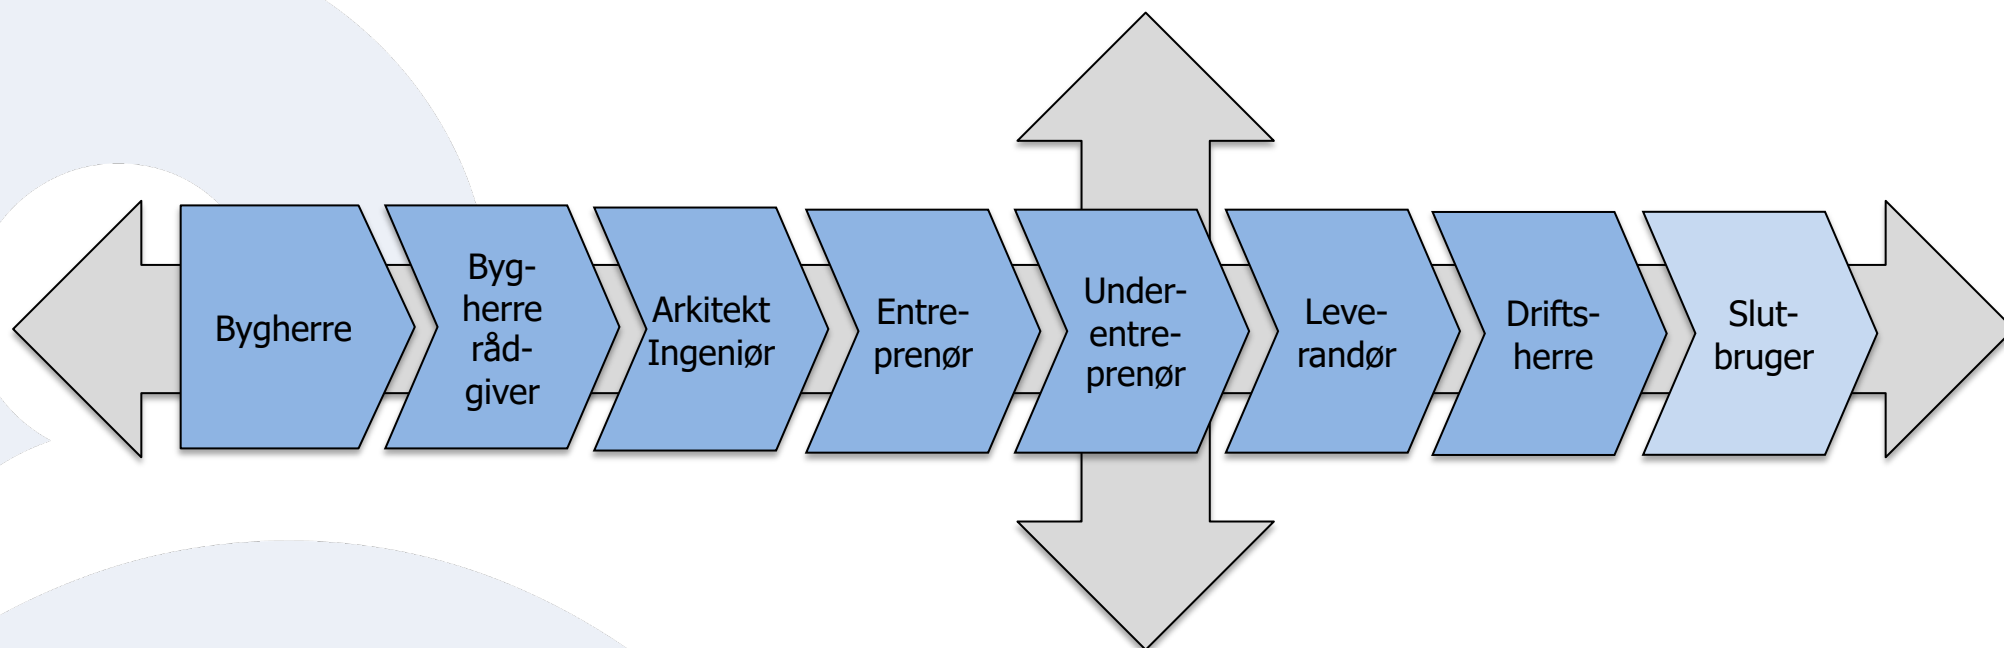 Bygherre
Byg-
herre
råd-
giver
Arkitekt
Ingeniør
Entre-
prenør
Under-
entre-
prenør
Leve-
randør
Drifts-
herre
Slut-
bruger